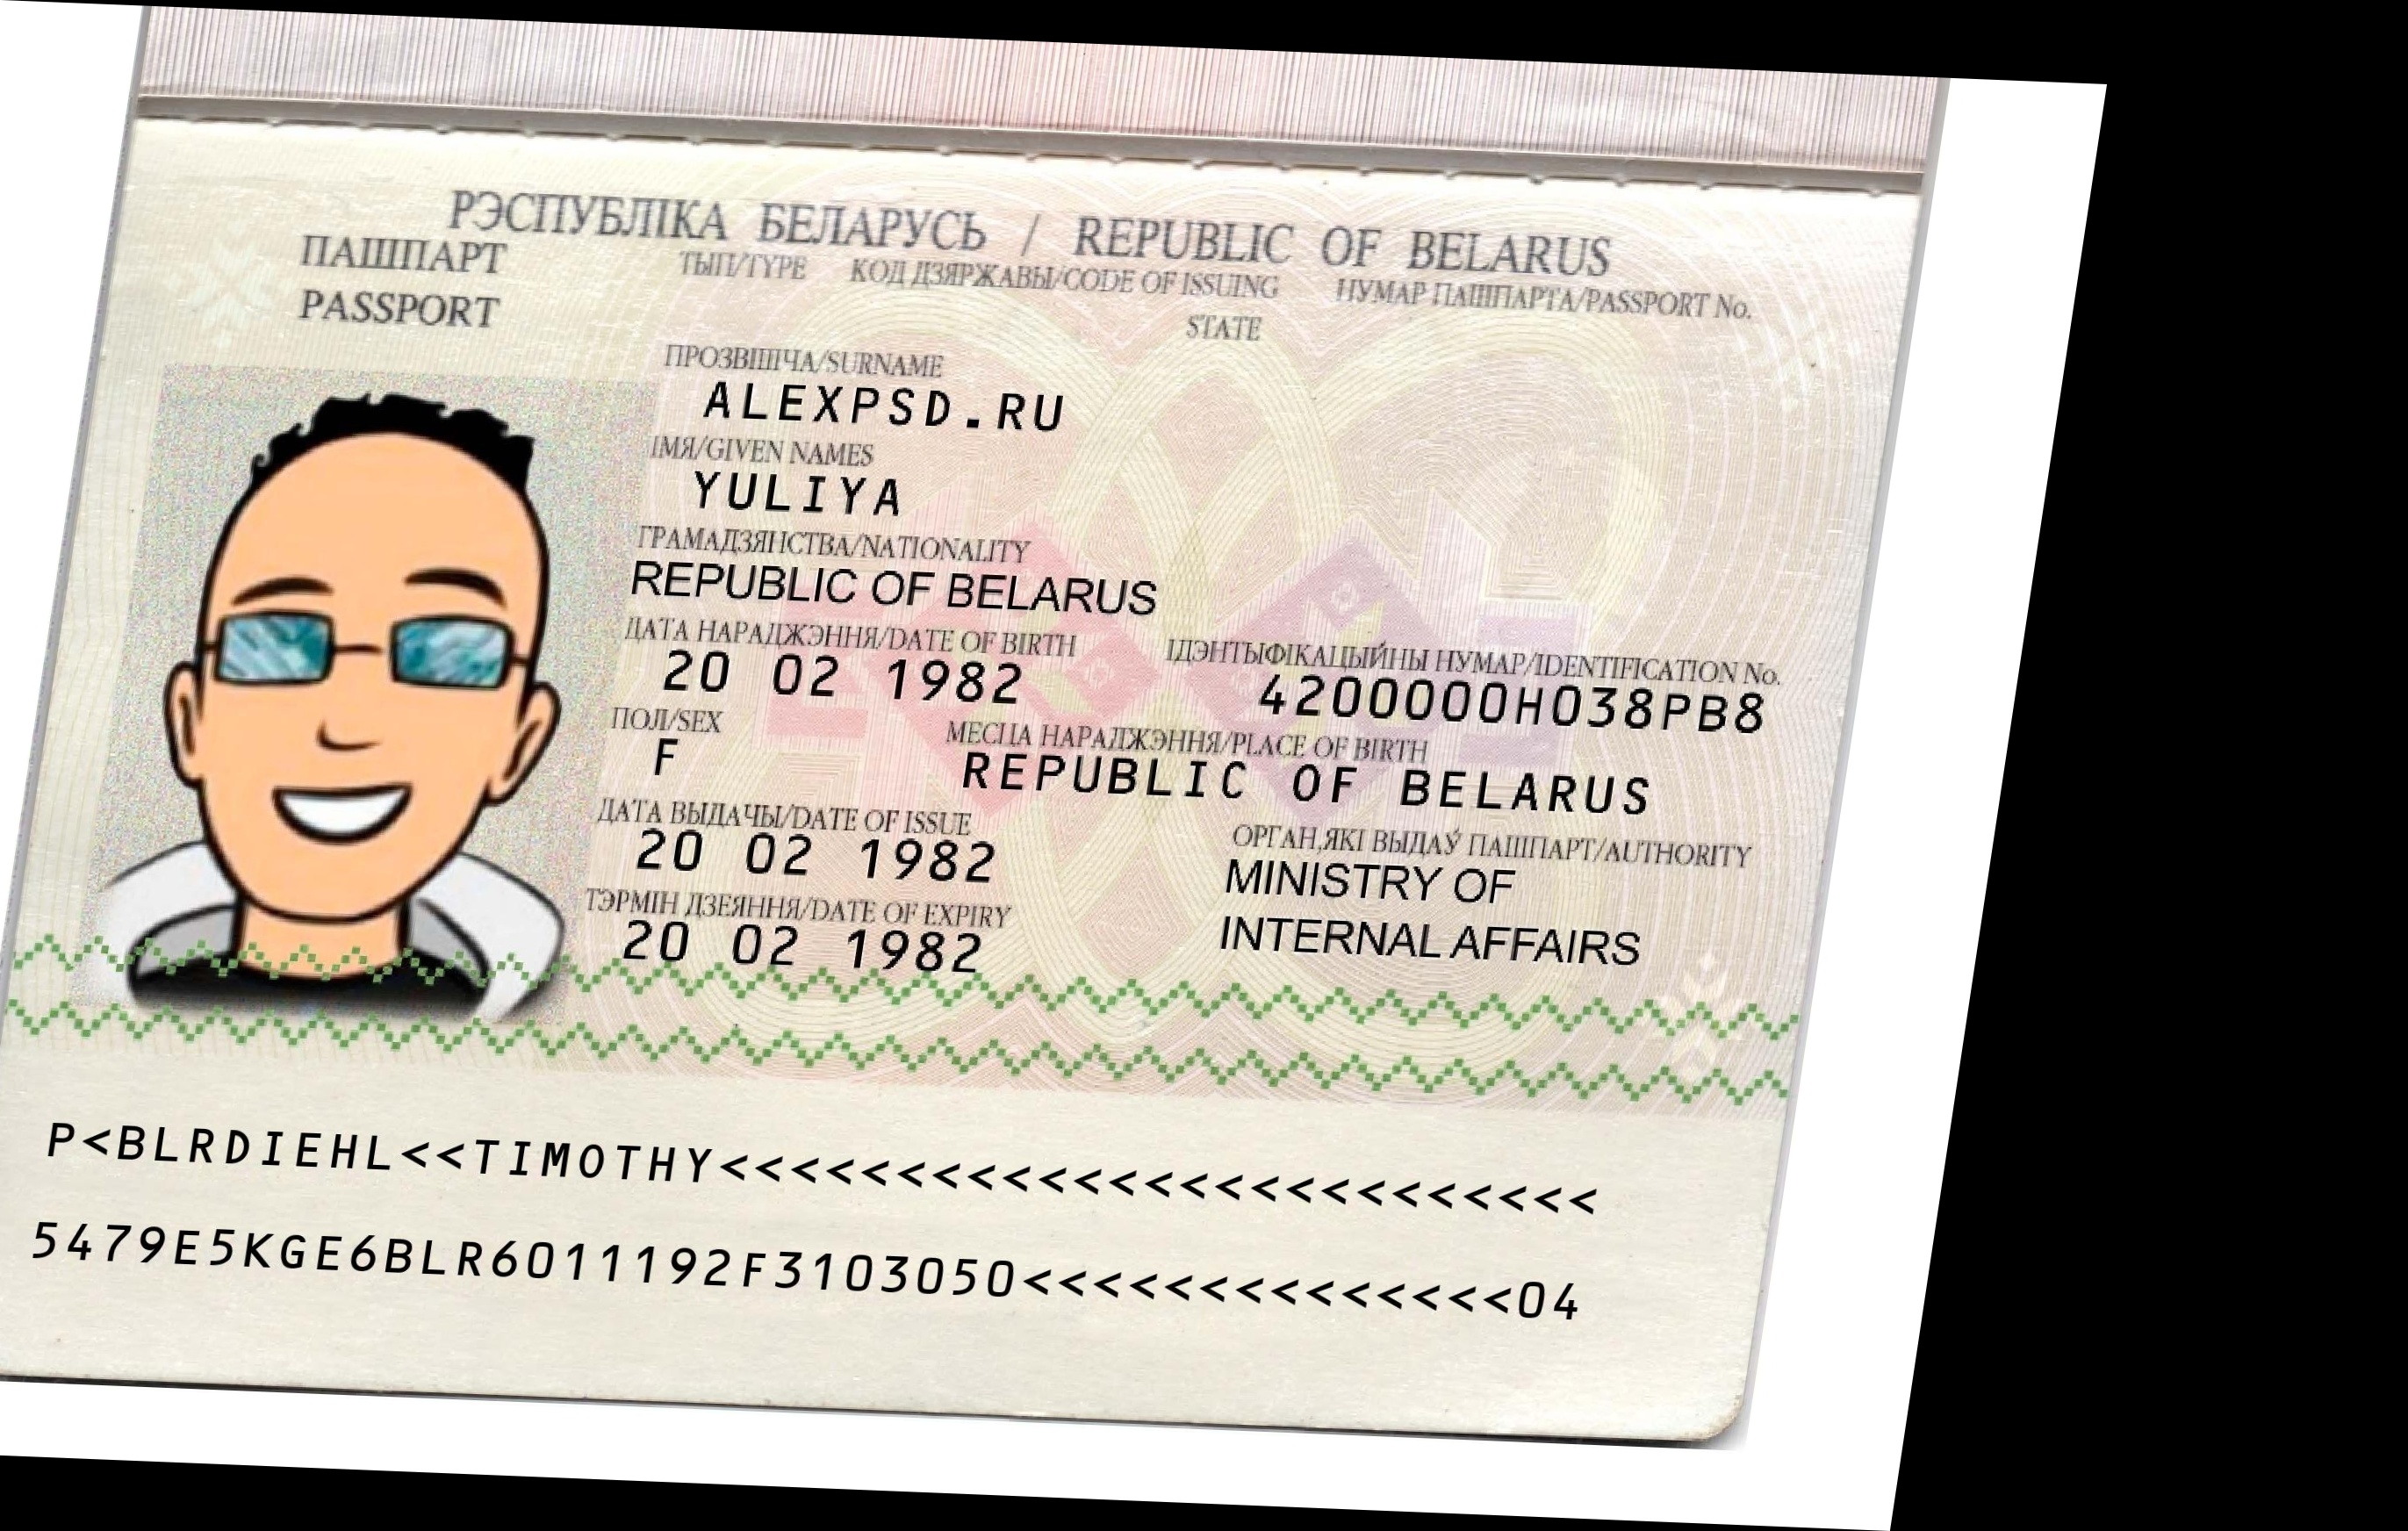 РЭСПУБЛІКА БЕЛАРУСЬ / REPUBLIC OF BELARUS
ПАШПАРТ
PASSPORT
ТЫП/TYPE КОД ДЗЯРЖАВЫ/CODE OF ISSUING STATE НУМАР ПАШПАРТА/PASSPORT No.
ПРОЗВІШЧА/SURNAME
ALEXPSD.RU
ІМЯ/GIVEN NAMES
YULIYA
ГРАМАДЗЯНСТВА/NATIONALITY
REPUBLIC OF BELARUS
ДАТА НАРАДЖЭННЯ/DATE OF BIRTH ІДЭНТЫФІКАЦЫЙНЫ НУМАР/IDENTIFICATION No.
20 02 1982 4200000H038PB8
ПОЛ/SEX МЕСЦА НАРАДЖЭННЯ/PLACE OF BIRTH
F REPUBLIC OF BELARUS
ДАТА ВЫДАЧЫ/DATE OF ISSUE ОРГАН,ЯКІ ВЫДАЎ ПАШПАРТ/AUTHORITY
20 02 1982 MINISTRY OF
ТЭРМІН ДЗЕЯННЯ/DATE OF EXPIRY INTERNAL AFFAIRS
20 02 1982
P<BLRDIEHL<<TIMOTHY<<<<<<<<<<<<<<<<<<<<<<<<<
5479E5KGE6BLR6011192F3103050<<<<<<<<<<<<<<04